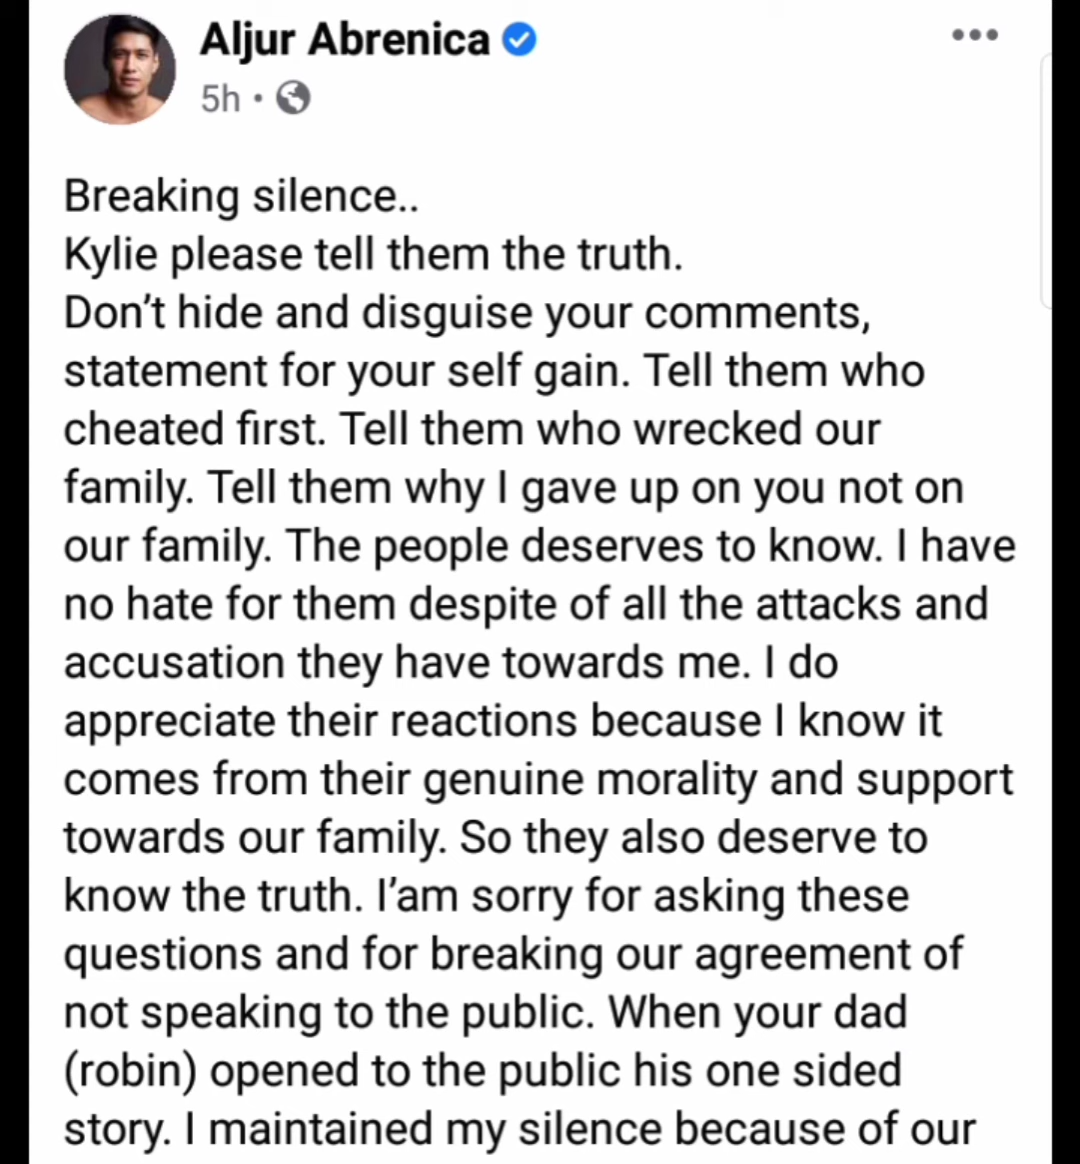 Aljur Abrenica
5h •
Breaking silence..
Kylie please tell them the truth.
Don't hide and disguise your comments,
statement for your self gain. Tell them who
cheated first. Tell them who wrecked our
family. Tell them why I gave up on you not on
our family. The people deserves to know. I have
no hate for them despite of all the attacks and
accusation they have towards me. I do
appreciate their reactions because I know it
comes from their genuine morality and support
towards our family. So they also deserve to
know the truth. I'am sorry for asking these
questions and for breaking our agreement of
not speaking to the public. When your dad
(robin) opened to the public his one sided
story. I maintained my silence because of our